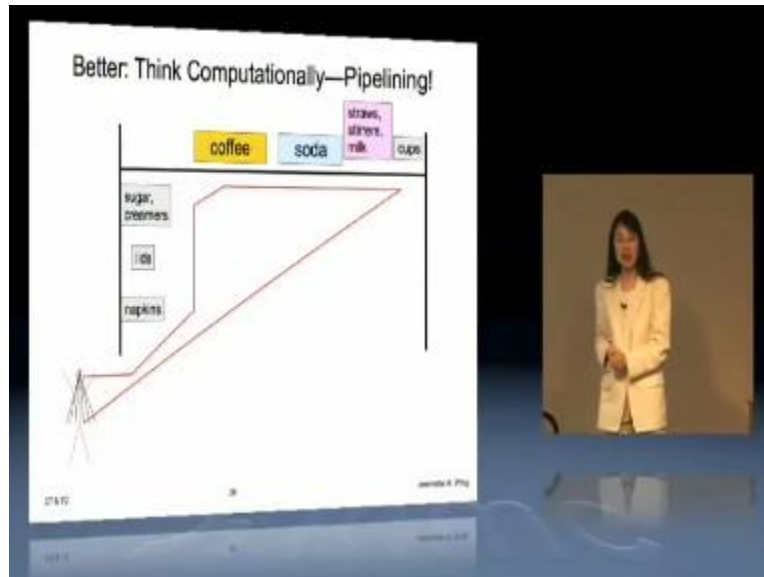 Better: Think Computationally—Pipelining!
straws,
stirrers,
milk
coffee
soda
cups
sugar,
creamers
lids
napkins